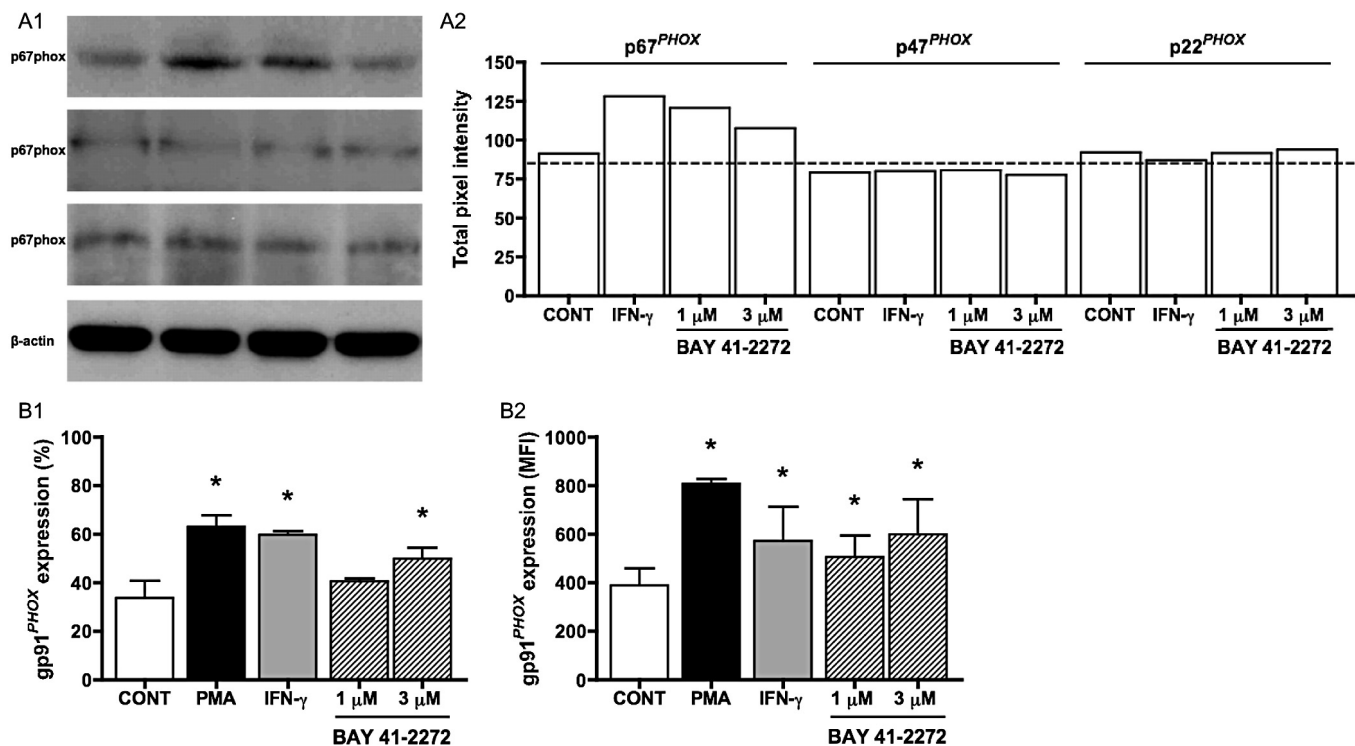 A1
p67phox
p67phox
p67phox
β-actin
A2
p67PHOX p47PHOX p22PHOX
Total pixel intensity
150
125
100
75
50
25
0
CONT IFN-γ 1 μM 3 μM CONT IFN-γ 1 μM 3 μM CONT IFN-γ 1 μM 3 μM
BAY 41-2272 BAY 41-2272 BAY 41-2272
B1
gp91PHOX expression (%)
100
80
60
40
20
0
* * *
CONT PMA IFN-γ 1 μM 3 μM
BAY 41-2272
B2
gp91PHOX expression (MFI)
1000
800
600
400
200
0
* * * *
CONT PMA IFN-γ 1 μM 3 μM
BAY 41-2272